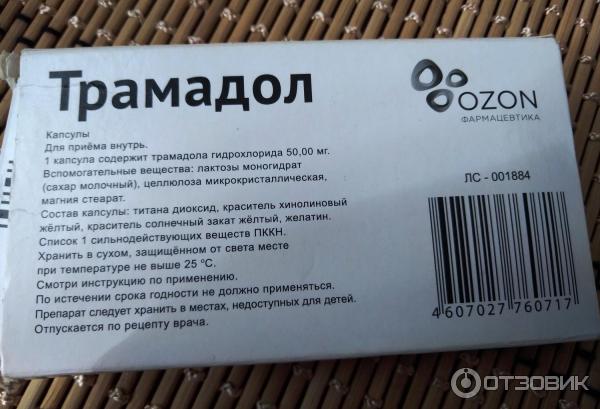 Трамадол
OZON
ФАРМАЦЕВТИКА
Капсулы
Для приёма внутрь.
1 капсула содержит трамадола гидрохлорида 50,00 мг.
Вспомогательные вещества: лактозы моногидрат
(сахар молочный), целлюлоза микрокристаллическая,
магния стеарат.
Состав капсулы: титана диоксид, краситель хинолиновый
жёлтый, краситель солнечный закат жёлтый, желатин.
Список 1 сильнодействующих веществ ПККН.
Хранить в сухом, защищённом от света месте
при температуре не выше 25 °С.
Смотри инструкцию по применению.
По истечении срока годности не должно применяться.
Препарат следует хранить в местах, недоступных для детей.
Отпускается по рецепту врача.
ЛС - 001884
4 607027 760717
ОТЗОВИК